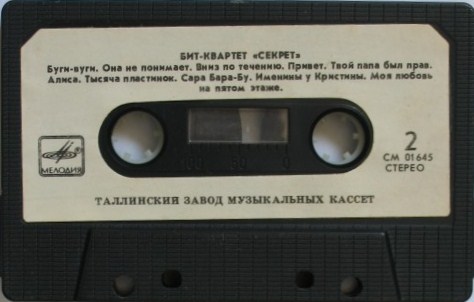 БИТ-КВАРТЕТ «СЕКРЕТ»
Буги-вуги. Она не понимает. Вниз по течению. Привет. Твой папа был прав.
Алиса. Тысяча пластинок. Сара Бара-Бу. Именины у Кристины. Моя любовь
на пятом этаже.
МЕЛОДИЯ
2
СМ 01645
СТЕРЕО
ТАЛЛИНСКИЙ ЗАВОД МУЗЫКАЛЬНЫХ КАССЕТ